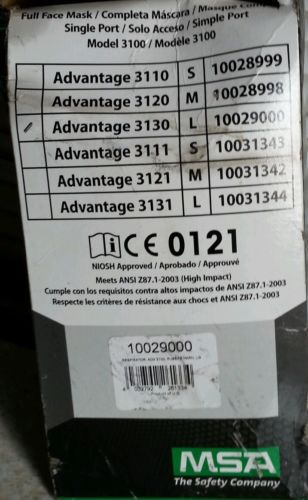 Full Face Mask / Completa Máscara / Masque Com
Single Port / Solo Acceso / Simple Port
Model 3100 / Modèle 3100
Advantage 3110 S 10028999
Advantage 3120 M 10028998
/ Advantage 3130 L 10029000
Advantage 3111 S 10031343
Advantage 3121 M 10031342
Advantage 3131 L 10031344
i CE 0121
NIOSH Approved / Aprobado / Approuvé
Meets ANSI Z87.1-2003 (High Impact)
Cumple con los requisitos contra altos impactos de ANSI Z87.1-2003
Respecte les critères de résistance aux chocs et ANSI Z87.1-2003
10029000
MSA
The Safety Company